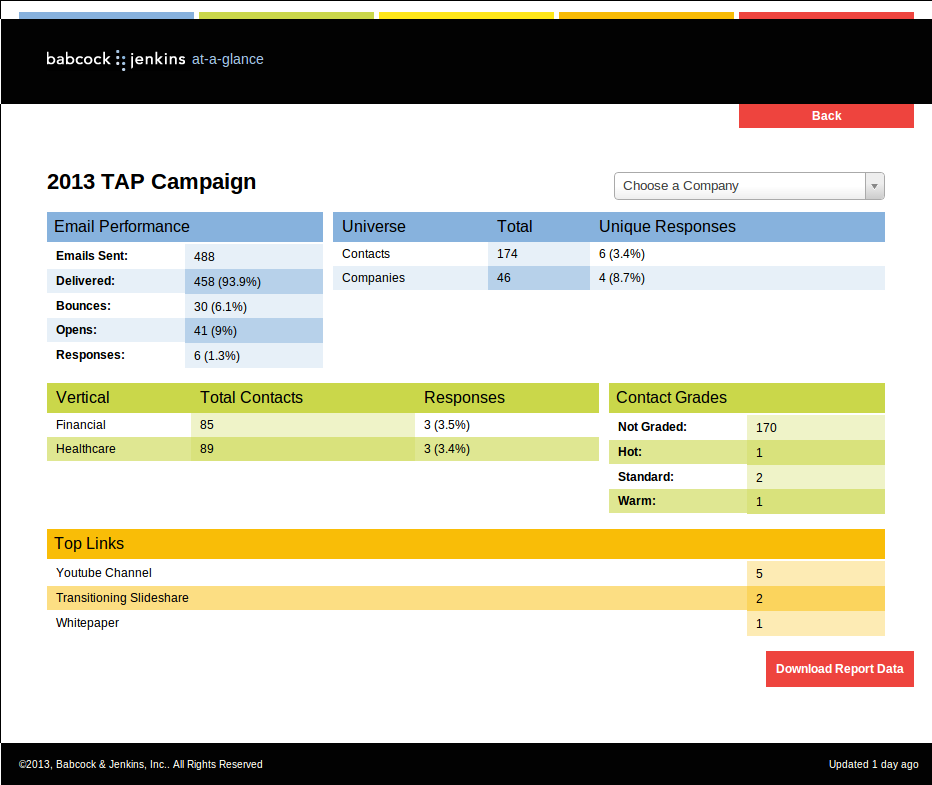 babcock jenkins at-a-glance
Back
2013 TAP Campaign
Choose a Company
Email Performance
Emails Sent: 488
Delivered: 458 (93.9%)
Bounces: 30 (6.1%)
Opens: 41 (9%)
Responses: 6 (1.3%)
Universe Total Unique Responses
Contacts 174 6 (3.4%)
Companies 46 4 (8.7%)
Vertical Total Contacts Responses
Financial 85 3 (3.5%)
Healthcare 89 3 (3.4%)
Contact Grades
Not Graded: 170
Hot: 1
Standard: 2
Warm: 1
Top Links
Youtube Channel 5
Transitioning Slideshare 2
Whitepaper 1
Download Report Data
©2013, Babcock & Jenkins, Inc.. All Rights Reserved
Updated 1 day ago